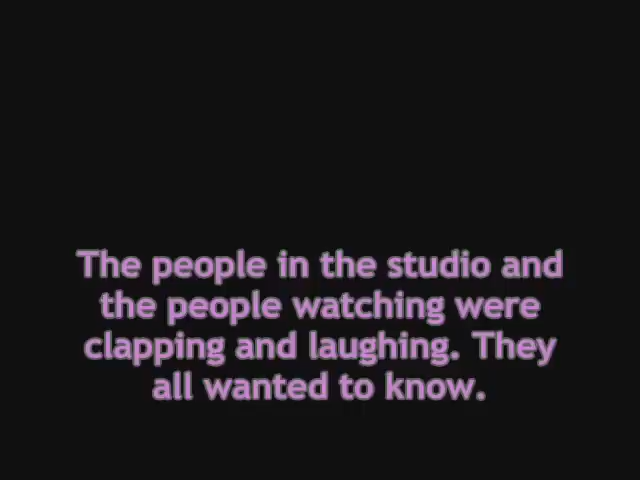 The people in the studio and
the people watching were
clapping and laughing. They
all wanted to know.